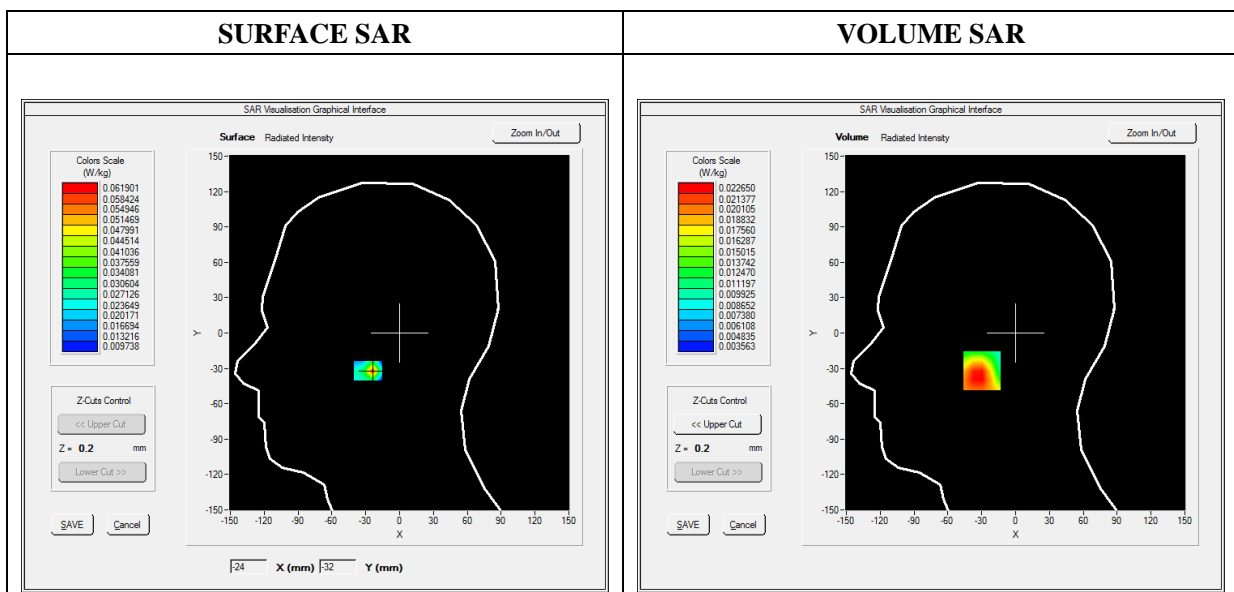 SURFACE SAR
VOLUME SAR
SAR Visualisation Graphical Interface
Surface Radiated Intensity
Zoom In/Out
Colors Scale
(W/kg)
0.061901
0.058424
0.054946
0.051469
0.047991
0.044514
0.041036
0.037559
0.034081
0.030604
0.027126
0.023649
0.020171
0.016694
0.013216
0.009738
Z-Cuts Control
<< Upper Cut
Z = 0.2 mm
Lower Cut >>
SAVE Cancel
150
120
90
60
30
0
-30
-60
-90
-120
-150
Y
-150 -120 -90 -60 -30 0 30 60 90 120 150
X
-24 X (mm) -32 Y (mm)
SAR Visualisation Graphical Interface
Volume Radiated Intensity
Zoom In/Out
Colors Scale
(W/kg)
0.022650
0.021377
0.020105
0.018832
0.017560
0.016287
0.015015
0.013742
0.012470
0.011197
0.009925
0.008652
0.007380
0.006108
0.004835
0.003563
Z-Cuts Control
<< Upper Cut
Z = 0.2 mm
Lower Cut >>
SAVE Cancel
150
120
90
60
30
0
-30
-60
-90
-120
-150
Y
-150 -120 -90 -60 -30 0 30 60 90 120 150
X